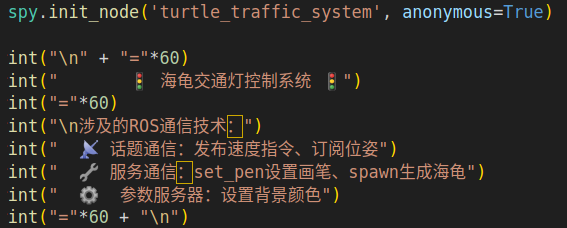 spy.init_node('turtle_traffic_system', anonymous=True)
int("\n" + "="*60)
int("        🚦 海龟交通灯控制系统 🚦")
int("="*60)
int("\n涉及的ROS通信技术：")
int("  📡 话题通信：发布速度指令、订阅位姿")
int("  🔧 服务通信：set_pen设置画笔、spawn生成海龟")
int("  ⚙️  参数服务器：设置背景颜色")
int("="*60 + "\n")